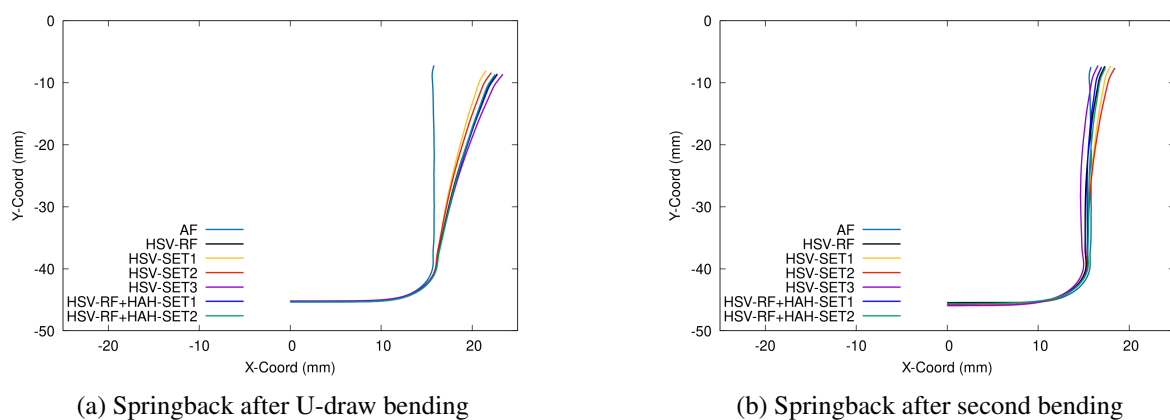 0
-10
-20
-30
-40
-50
Y-Coord (mm)
AF
HSV-RF
HSV-SET1
HSV-SET2
HSV-SET3
HSV-RF+HAH-SET1
HSV-RF+HAH-SET2
-20 -10 0 10 20
X-Coord (mm)
(a) Springback after U-draw bending
0
-10
-20
-30
-40
-50
Y-Coord (mm)
AF
HSV-RF
HSV-SET1
HSV-SET2
HSV-SET3
HSV-RF+HAH-SET1
HSV-RF+HAH-SET2
-20 -10 0 10 20
X-Coord (mm)
(b) Springback after second bending